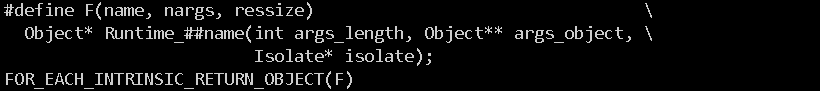 #define F(name, nargs, ressize)                                 \
  Object* Runtime_##name(int args_length, Object** args_object, \
                         Isolate* isolate);
FOR_EACH_INTRINSIC_RETURN_OBJECT(F)